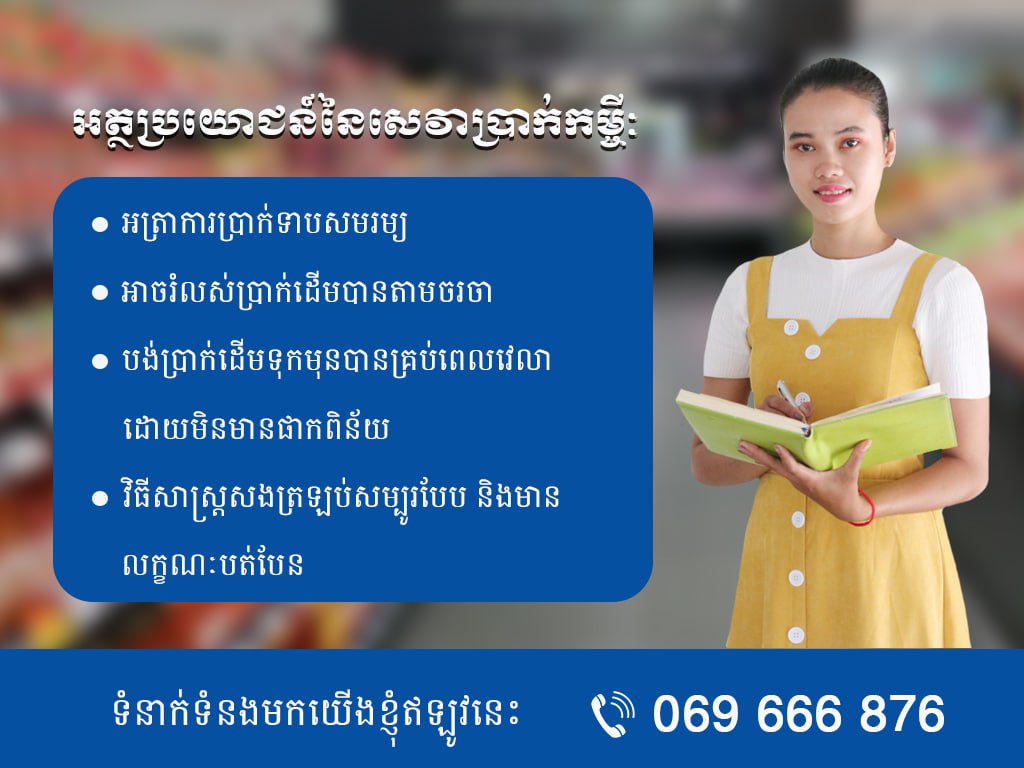 អត្ថប្រយោជន៍នៃសេវាប្រាក់កម្ចីៈ
● អត្រាការប្រាក់ទាបសមរម្យ
● អាចរំលស់ប្រាក់ដើមបានតាមចរចា
● បង់ប្រាក់ដើមទុកមុនបានគ្រប់ពេលវេលា
ដោយមិនមានផាកពិន័យ
● វិធីសាស្ត្រសងត្រឡប់សម្បូរបែប និងមាន
លក្ខណៈបត់បែន
ទំនាក់ទំនងមកយើងខ្ញុំឥឡូវនេះ 069 666 876